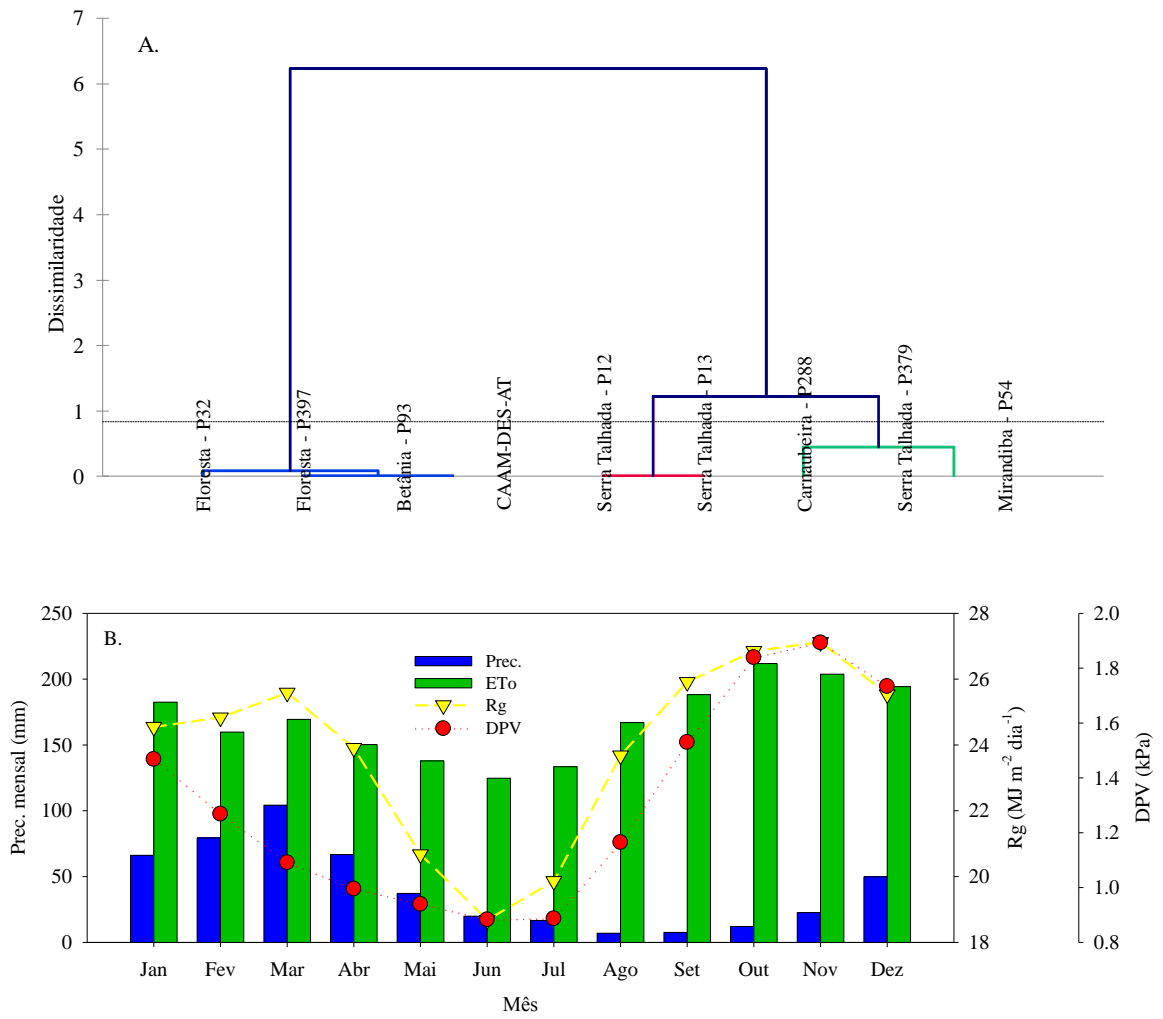 A.
7
6
5
4
3
2
1
0
Dissimilaridade
Floresta - P32
Floresta - P397
Betânia - P93
CAAM-DES-AT
Serra Talhada - P12
Serra Talhada - P13
Carnaubeira - P288
Serra Talhada - P379
Mirandiba - P54
B.
250
200
150
100
50
0
Prec. mensal (mm)
Prec.
ETo
Rg
DPV
28
26
24
22
20
18
Rg (MJ m⁻² dia⁻¹)
2.0
1.8
1.6
1.4
1.2
1.0
0.8
DPV (kPa)
Jan Fev Mar Abr Mai Jun Jul Ago Set Out Nov Dez
Mês